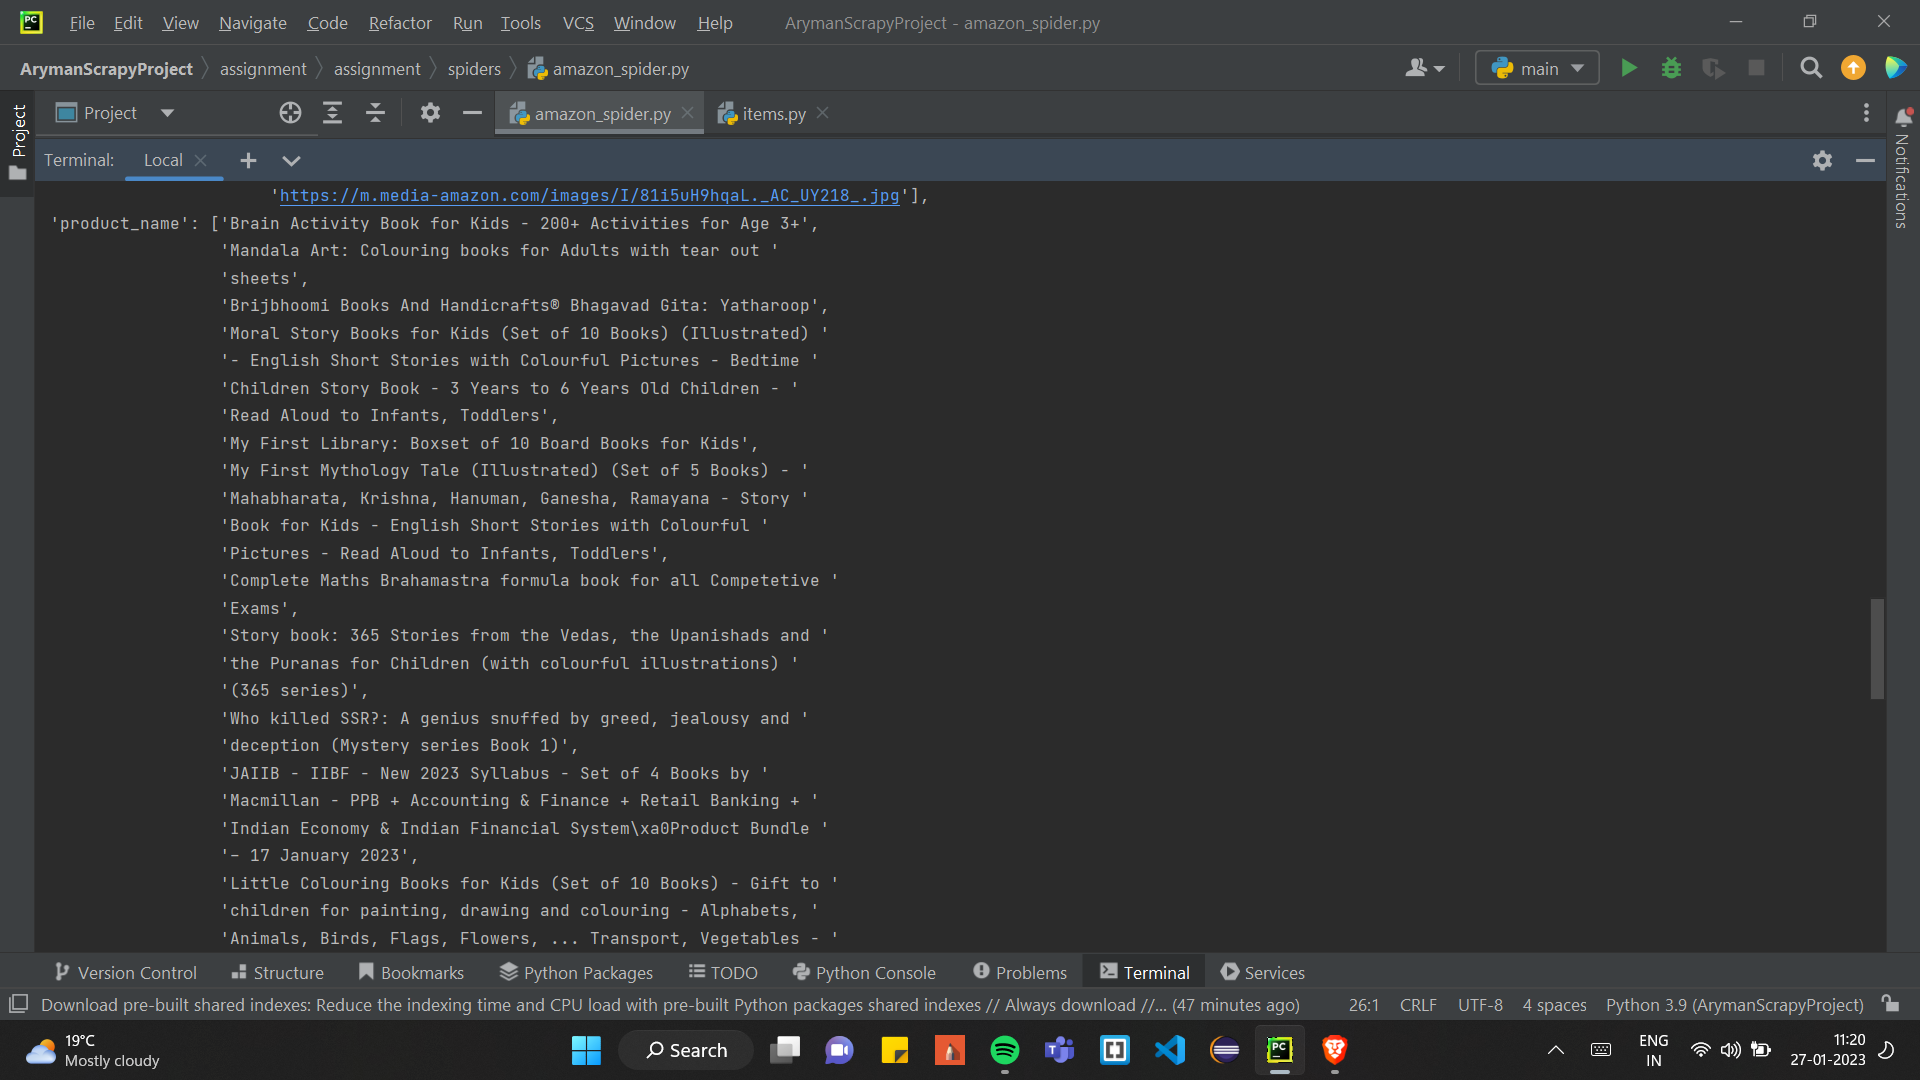 File Edit View Navigate Code Refactor Run Tools VCS Window Help ArymanScrapyProject - amazon_spider.py
ArymanScrapyProject assignment assignment spiders amazon_spider.py main
Project amazon_spider.py items.py
Project
Notifications
Terminal: Local
'https://m.media-amazon.com/images/I/81i5uH9hqaL._AC_UY218_.jpg'],
'product_name': ['Brain Activity Book for Kids - 200+ Activities for Age 3+',
'Mandala Art: Colouring books for Adults with tear out '
'sheets',
'Brijbhoomi Books And Handicrafts® Bhagavad Gita: Yatharoop',
'Moral Story Books for Kids (Set of 10 Books) (Illustrated) '
'- English Short Stories with Colourful Pictures - Bedtime '
'Children Story Book - 3 Years to 6 Years Old Children - '
'Read Aloud to Infants, Toddlers',
'My First Library: Boxset of 10 Board Books for Kids',
'My First Mythology Tale (Illustrated) (Set of 5 Books) - '
'Mahabharata, Krishna, Hanuman, Ganesha, Ramayana - Story '
'Book for Kids - English Short Stories with Colourful '
'Pictures - Read Aloud to Infants, Toddlers',
'Complete Maths Brahamastra formula book for all Competetive '
'Exams',
'Story book: 365 Stories from the Vedas, the Upanishads and '
'the Puranas for Children (with colourful illustrations) '
'(365 series)',
'Who killed SSR?: A genius snuffed by greed, jealousy and '
'deception (Mystery series Book 1)',
'JAIIB - IIBF - New 2023 Syllabus - Set of 4 Books by '
'Macmillan - PPB + Accounting & Finance + Retail Banking + '
'Indian Economy & Indian Financial System\xa0Product Bundle '
'– 17 January 2023',
'Little Colouring Books for Kids (Set of 10 Books) - Gift to '
'children for painting, drawing and colouring - Alphabets, '
'Animals, Birds, Flags, Flowers, ... Transport, Vegetables - '
Version Control Structure Bookmarks Python Packages TODO Python Console Problems Terminal Services
Download pre-built shared indexes: Reduce the indexing time and CPU load with pre-built Python packages shared indexes // Always download //... (47 minutes ago) 26:1 CRLF UTF-8 4 spaces Python 3.9 (ArymanScrapyProject)
19°C
Mostly cloudy
Search
ENG
IN
11:20
27-01-2023